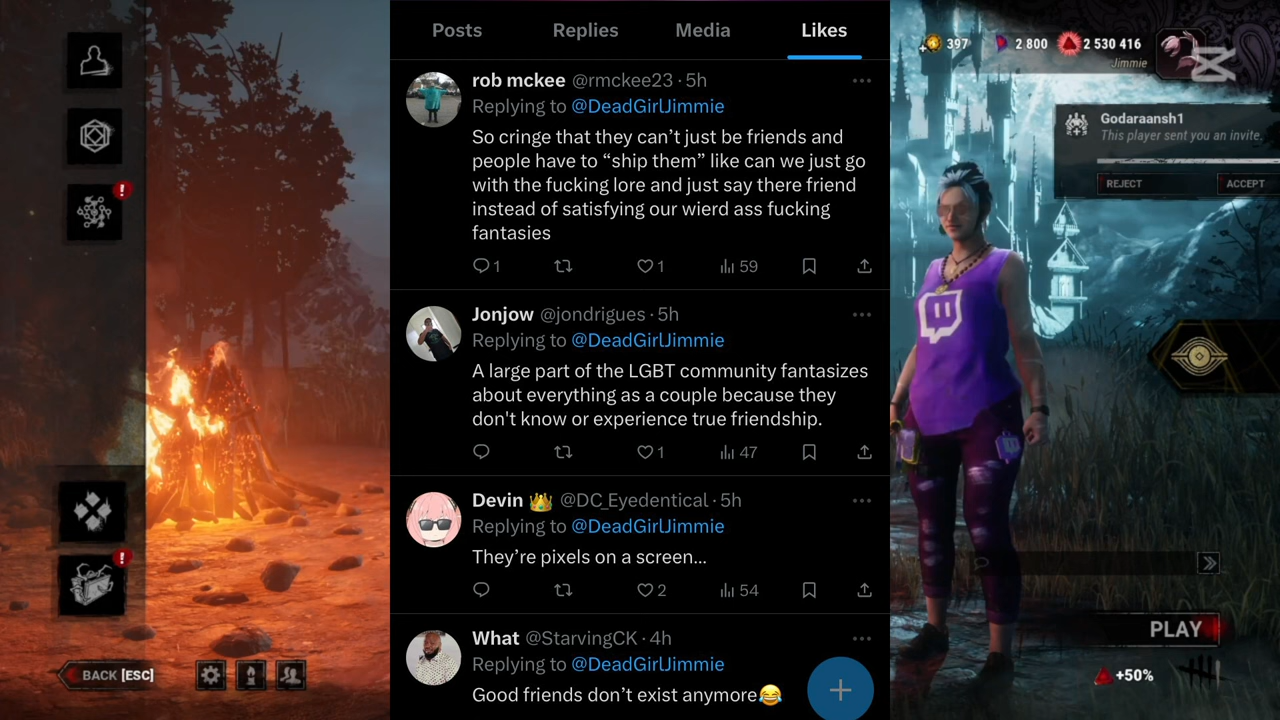 Posts Replies Media Likes
rob mckee @rmckee23 · 5h
Replying to @DeadGirlJimmie
So cringe that they can’t just be friends and
people have to “ship them” like can we just go
with the fucking lore and just say there friend
instead of satisfying our wierd ass fucking
fantasies
1 1 59
Jonjow @jondrigues · 5h
Replying to @DeadGirlJimmie
A large part of the LGBT community fantasizes
about everything as a couple because they
don't know or experience true friendship.
1 47
Devin 👑 @DC_Eyedentical · 5h
Replying to @DeadGirlJimmie
They’re pixels on a screen...
2 54
What @StarvingCK · 4h
Replying to @DeadGirlJimmie
Good friends don’t exist anymore😂
BACK [ESC]
397 2 800 2 530 416
Jimmie
Godaraansh1
This player sent you an invite.
REJECT ACCEPT
PLAY
+50%